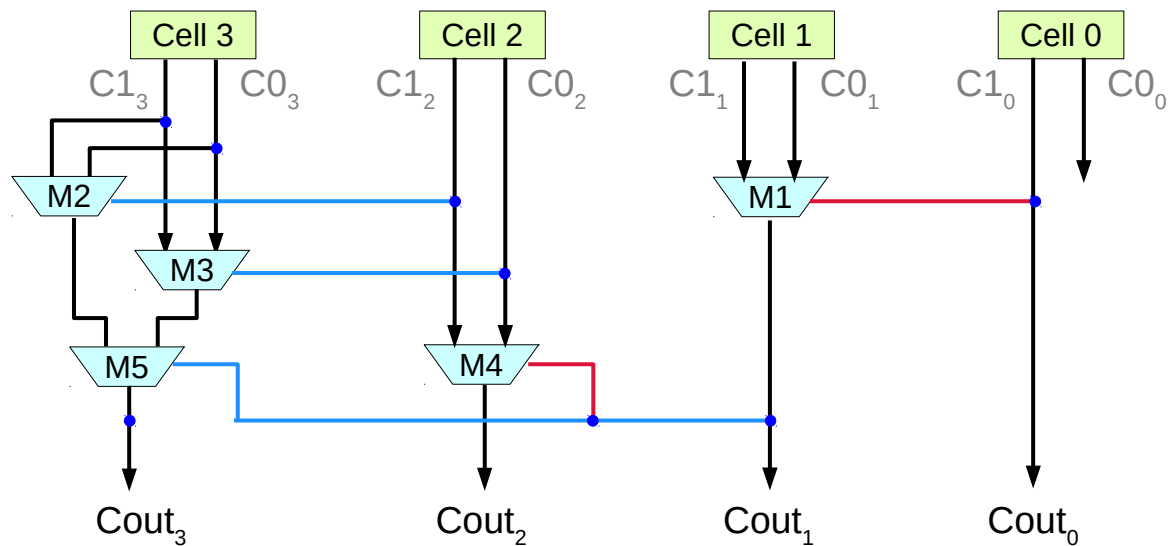 Cell 3 Cell 2 Cell 1 Cell 0
C1₃ C0₃ C1₂ C0₂ C1₁ C0₁ C1₀ C0₀
M2 M1
M3
M5 M4
Cout₃ Cout₂ Cout₁ Cout₀